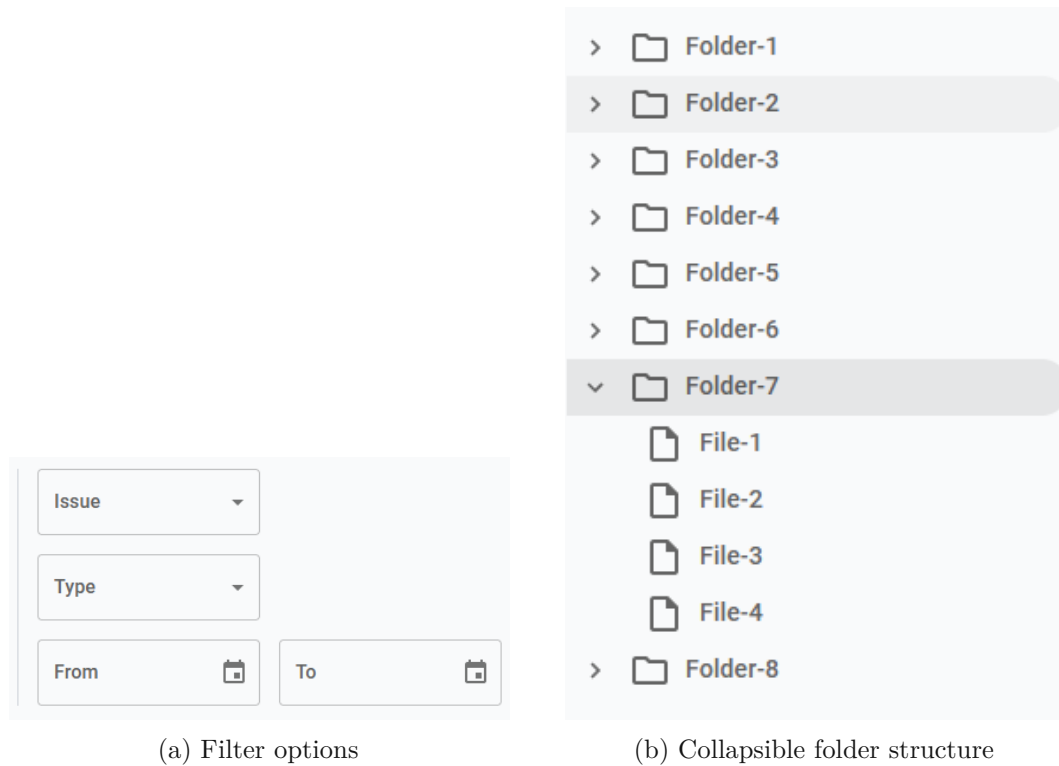 Issue
Type
From
To
(a) Filter options
Folder-1
Folder-2
Folder-3
Folder-4
Folder-5
Folder-6
Folder-7
File-1
File-2
File-3
File-4
Folder-8
(b) Collapsible folder structure